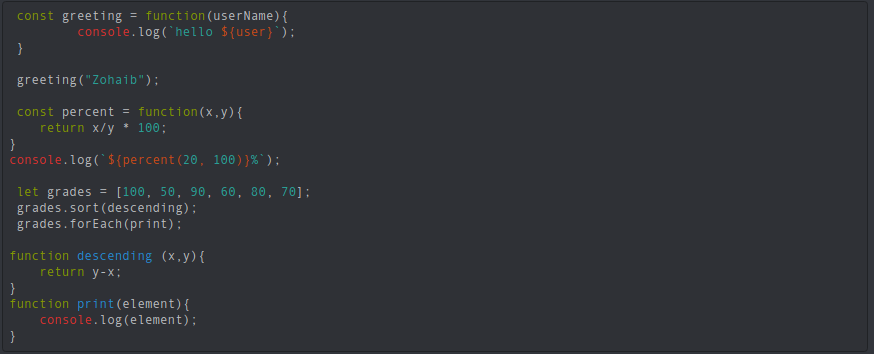 const greeting = function(userName){
console.log(`hello ${user}`);
}
greeting("Zohaib");
const percent = function(x,y){
return x/y * 100;
}
console.log(`${percent(20, 100)}%`);
let grades = [100, 50, 90, 60, 80, 70];
grades.sort(descending);
grades.forEach(print);
function descending (x,y){
return y-x;
}
function print(element){
console.log(element);
}